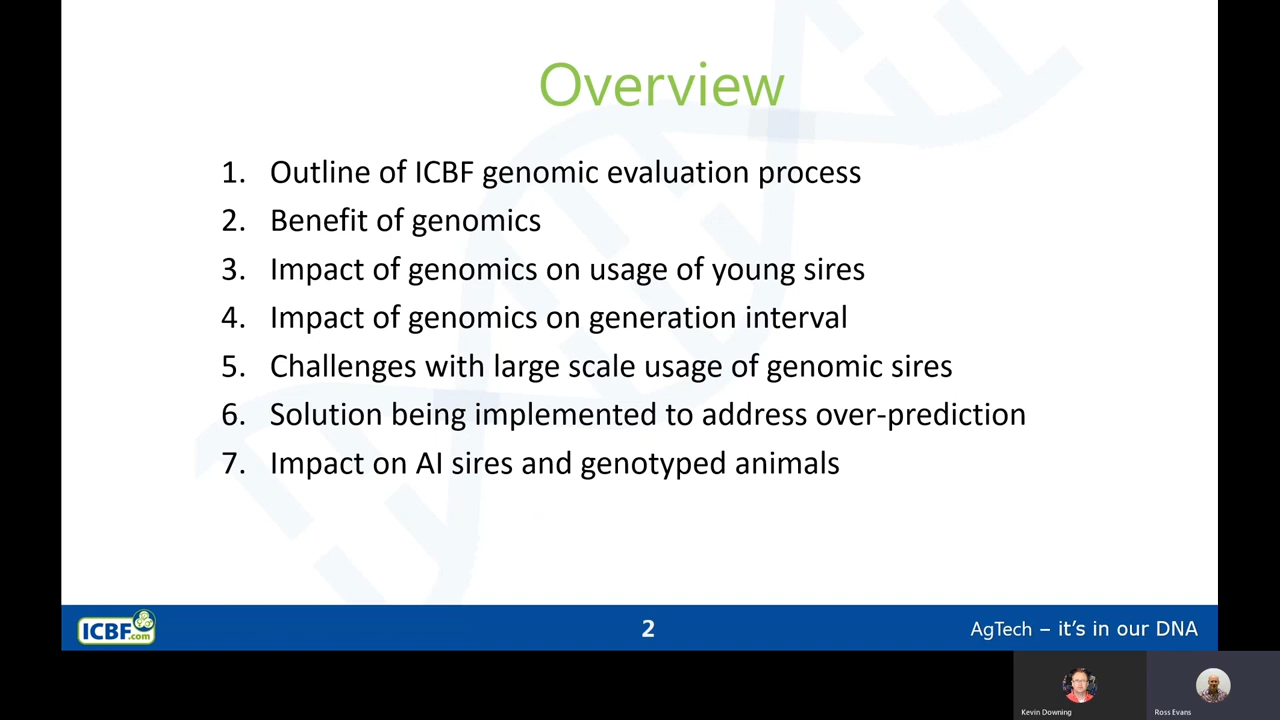 Overview
1. Outline of ICBF genomic evaluation process
2. Benefit of genomics
3. Impact of genomics on usage of young sires
4. Impact of genomics on generation interval
5. Challenges with large scale usage of genomic sires
6. Solution being implemented to address over-prediction
7. Impact on AI sires and genotyped animals
ICBF.com
2
AgTech – it's in our DNA
Kevin Downing
Ross Evans